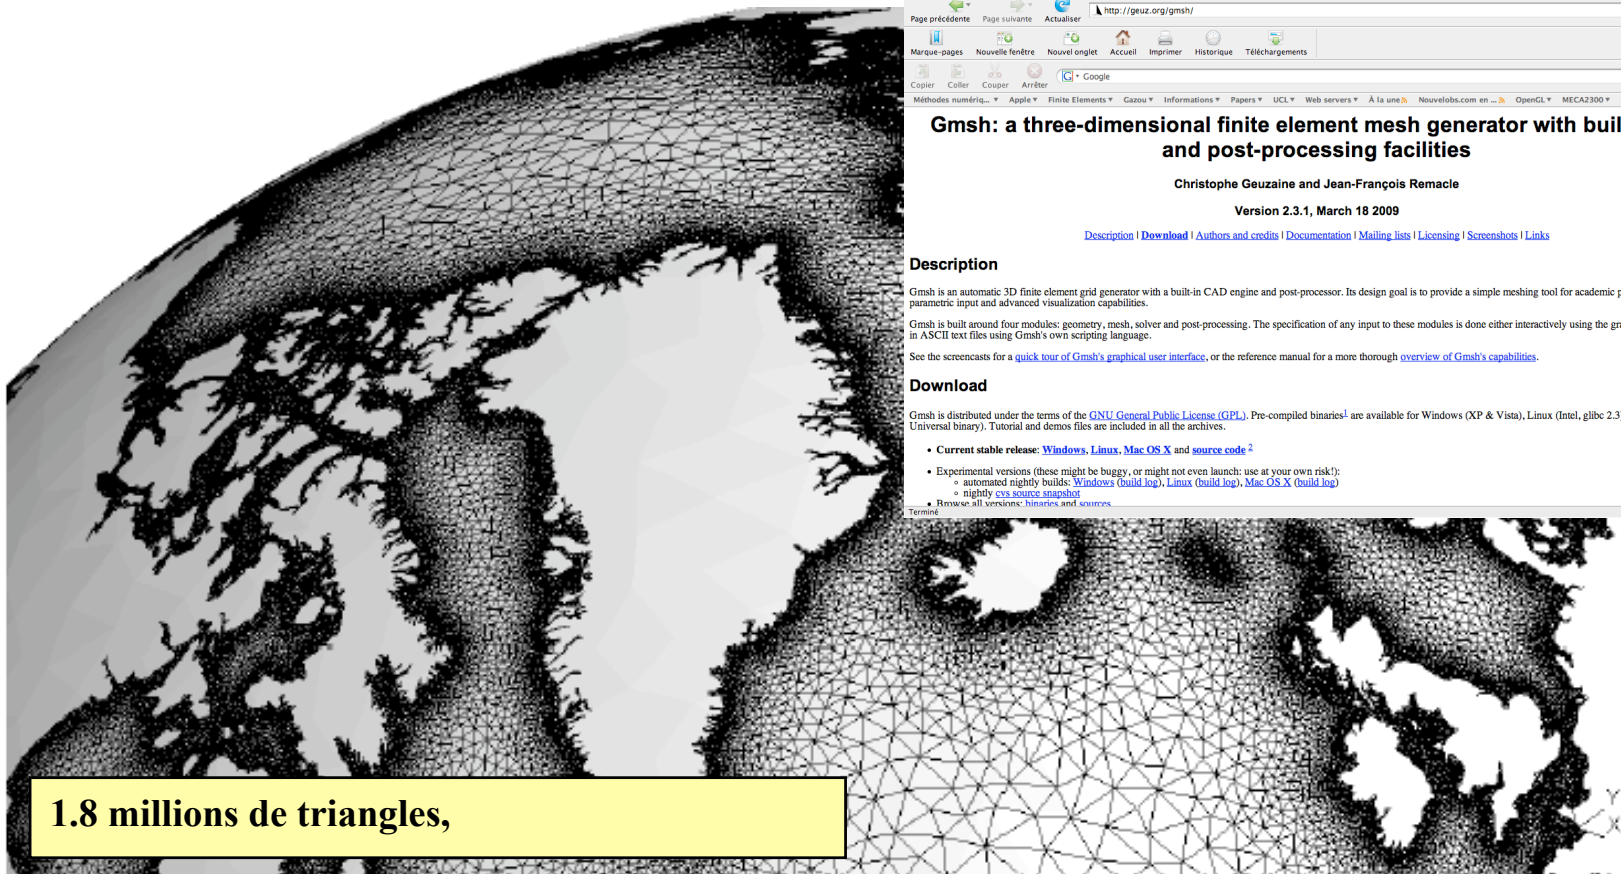 http://geuz.org/gmsh/
Page précédente Page suivante Actualiser
Marque-pages Nouvelle fenêtre Nouvel onglet Accueil Imprimer Historique Téléchargements
Copier Coller Couper Arrêter G Google
Méthodes numériq... Apple Finite Elements Gazou Informations Papers UCL Web servers À la une Nouvelobs.com en ... OpenGL MECA2300
Gmsh: a three-dimensional finite element mesh generator with buil
and post-processing facilities
Christophe Geuzaine and Jean-François Remacle
Version 2.3.1, March 18 2009
Description | Download | Authors and credits | Documentation | Mailing lists | Licensing | Screenshots | Links
Description
Gmsh is an automatic 3D finite element grid generator with a built-in CAD engine and post-processor. Its design goal is to provide a simple meshing tool for academic p
parametric input and advanced visualization capabilities.
Gmsh is built around four modules: geometry, mesh, solver and post-processing. The specification of any input to these modules is done either interactively using the gra
in ASCII text files using Gmsh's own scripting language.
See the screencasts for a quick tour of Gmsh's graphical user interface, or the reference manual for a more thorough overview of Gmsh's capabilities.
Download
Gmsh is distributed under the terms of the GNU General Public License (GPL). Pre-compiled binaries1 are available for Windows (XP & Vista), Linux (Intel, glibc 2.3
Universal binary). Tutorial and demos files are included in all the archives.
• Current stable release: Windows, Linux, Mac OS X and source code 2
• Experimental versions (these might be buggy, or might not even launch: use at your own risk!):
◦ automated nightly builds: Windows (build log), Linux (build log), Mac OS X (build log)
◦ nightly cvs source snapshot
• Browse all versions: binaries and sources
Terminé
1.8 millions de triangles,
Y
X